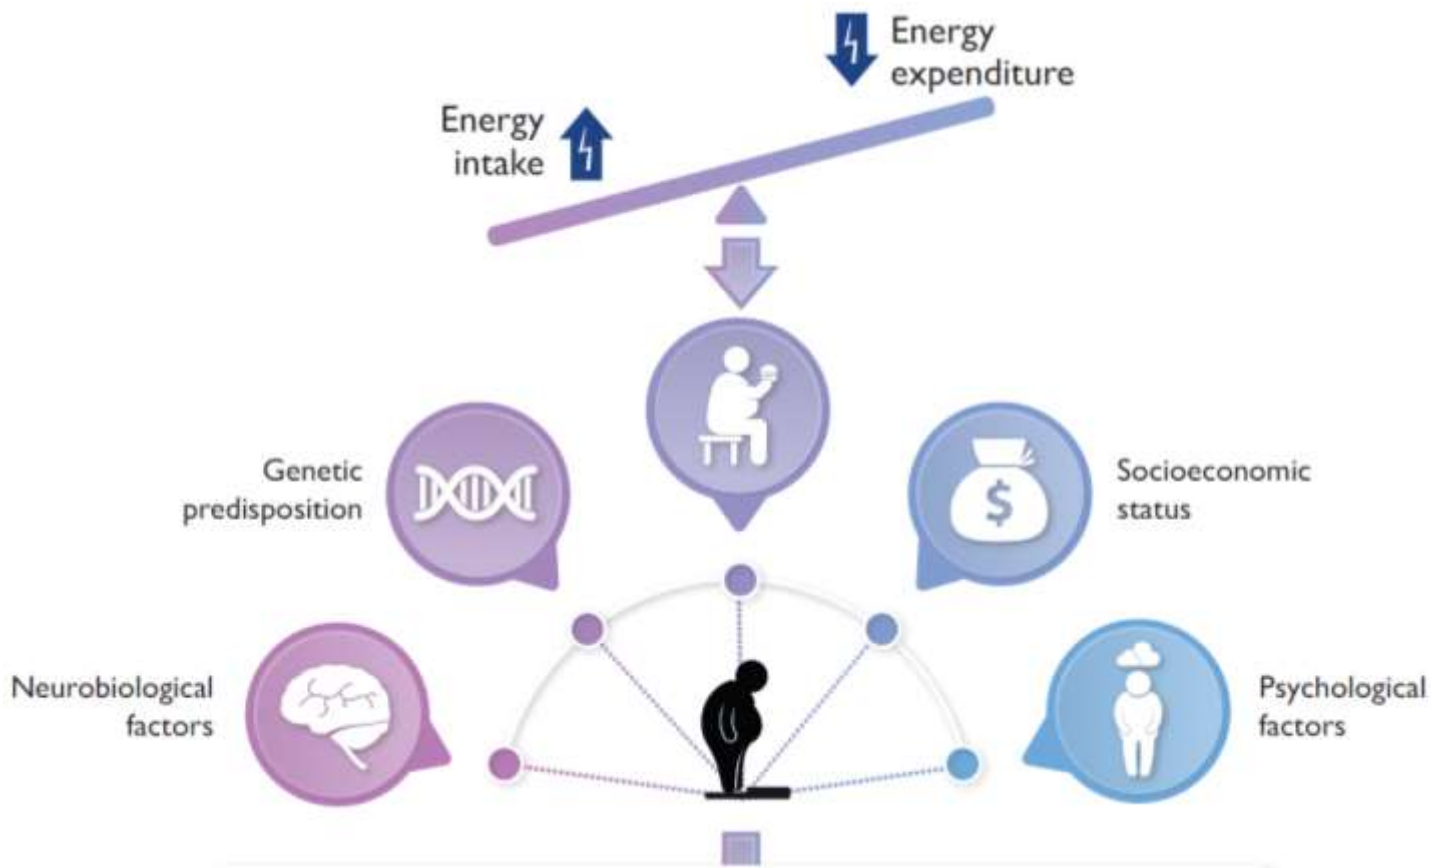 Energy
expenditure
Energy
intake
Genetic
predisposition
$
Socioeconomic
status
Neurobiological
factors
Psychological
factors